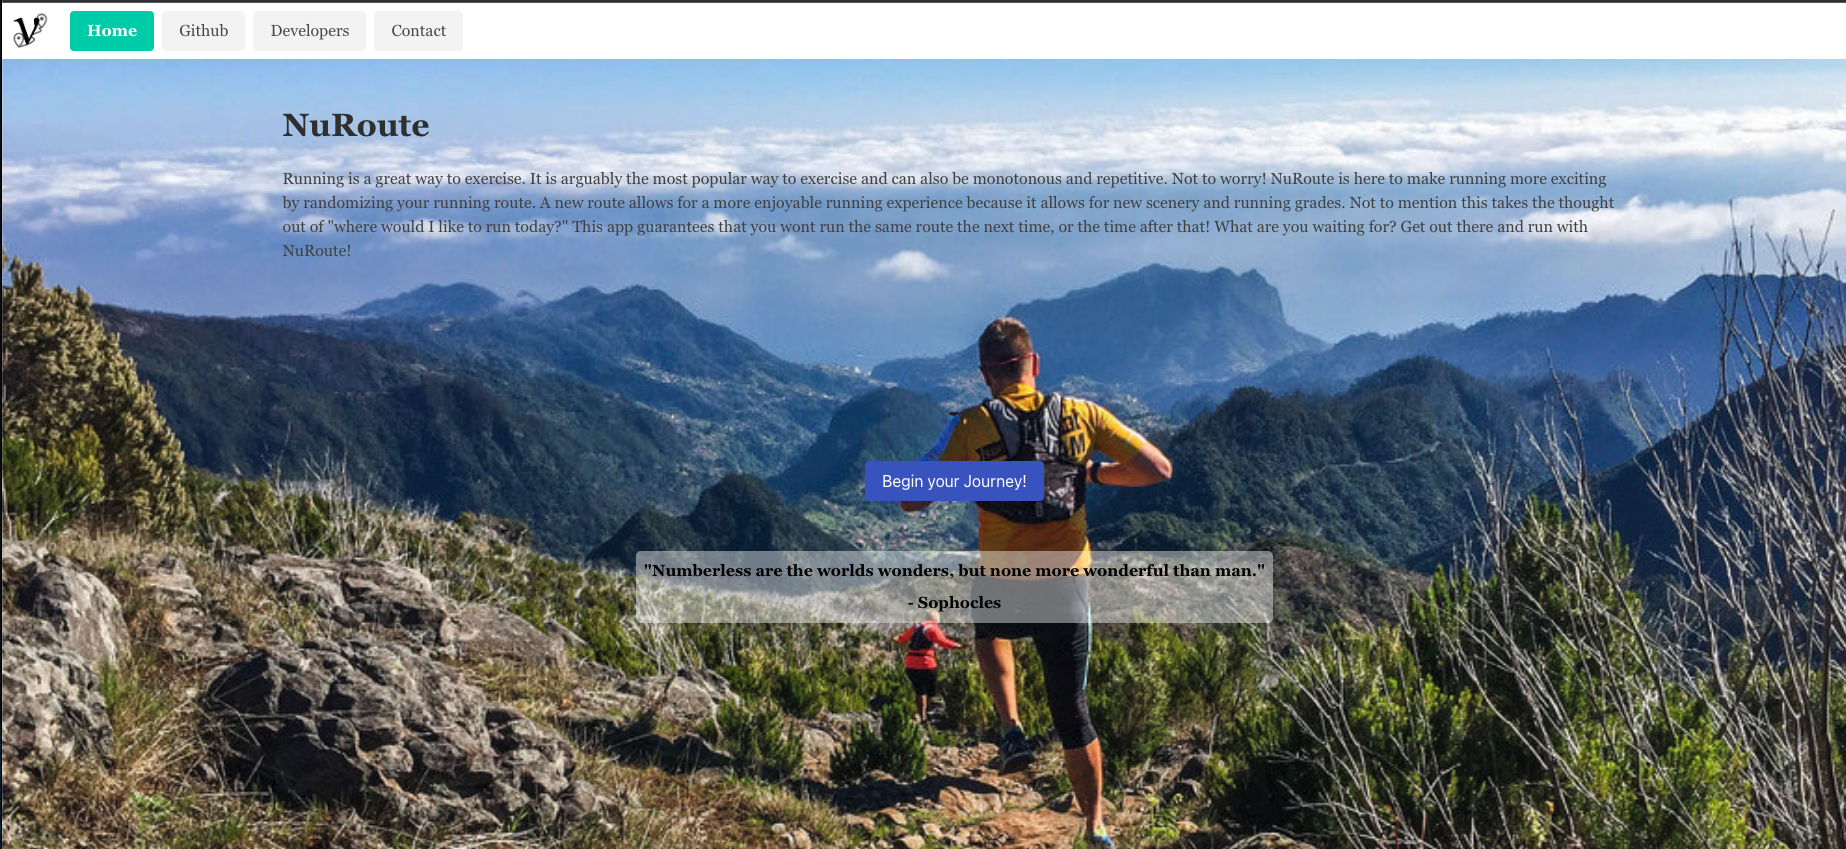 V
Home
Github
Developers
Contact
NuRoute
Running is a great way to exercise. It is arguably the most popular way to exercise and can also be monotonous and repetitive. Not to worry! NuRoute is here to make running more exciting
by randomizing your running route. A new route allows for a more enjoyable running experience because it allows for new scenery and running grades. Not to mention this takes the thought
out of "where would I like to run today?" This app guarantees that you wont run the same route the next time, or the time after that! What are you waiting for? Get out there and run with
NuRoute!
Begin your Journey!
"Numberless are the worlds wonders, but none more wonderful than man."
- Sophocles